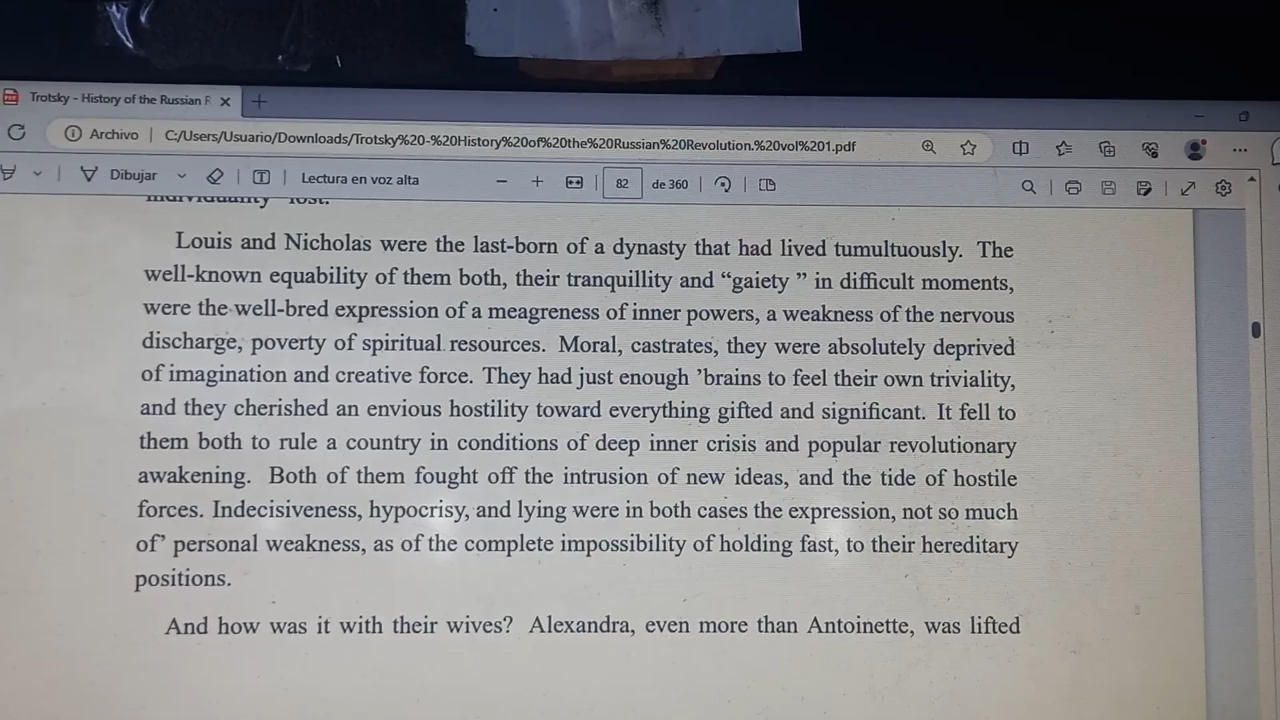 Trotsky - History of the Russian R
Archivo | C:/Users/Usuario/Downloads/Trotsky%20-%20History%20of%20the%20Russian%20Revolution.%20vol%201.pdf
Dibujar | Lectura en voz alta 82 de 360
individuality lost.
Louis and Nicholas were the last-born of a dynasty that had lived tumultuously. The
well-known equability of them both, their tranquillity and “gaiety ” in difficult moments,
were the well-bred expression of a meagreness of inner powers, a weakness of the nervous
discharge, poverty of spiritual resources. Moral, castrates, they were absolutely deprived
of imagination and creative force. They had just enough ’brains to feel their own triviality,
and they cherished an envious hostility toward everything gifted and significant. It fell to
them both to rule a country in conditions of deep inner crisis and popular revolutionary
awakening. Both of them fought off the intrusion of new ideas, and the tide of hostile
forces. Indecisiveness, hypocrisy, and lying were in both cases the expression, not so much
of’ personal weakness, as of the complete impossibility of holding fast, to their hereditary
positions.
And how was it with their wives? Alexandra, even more than Antoinette, was lifted